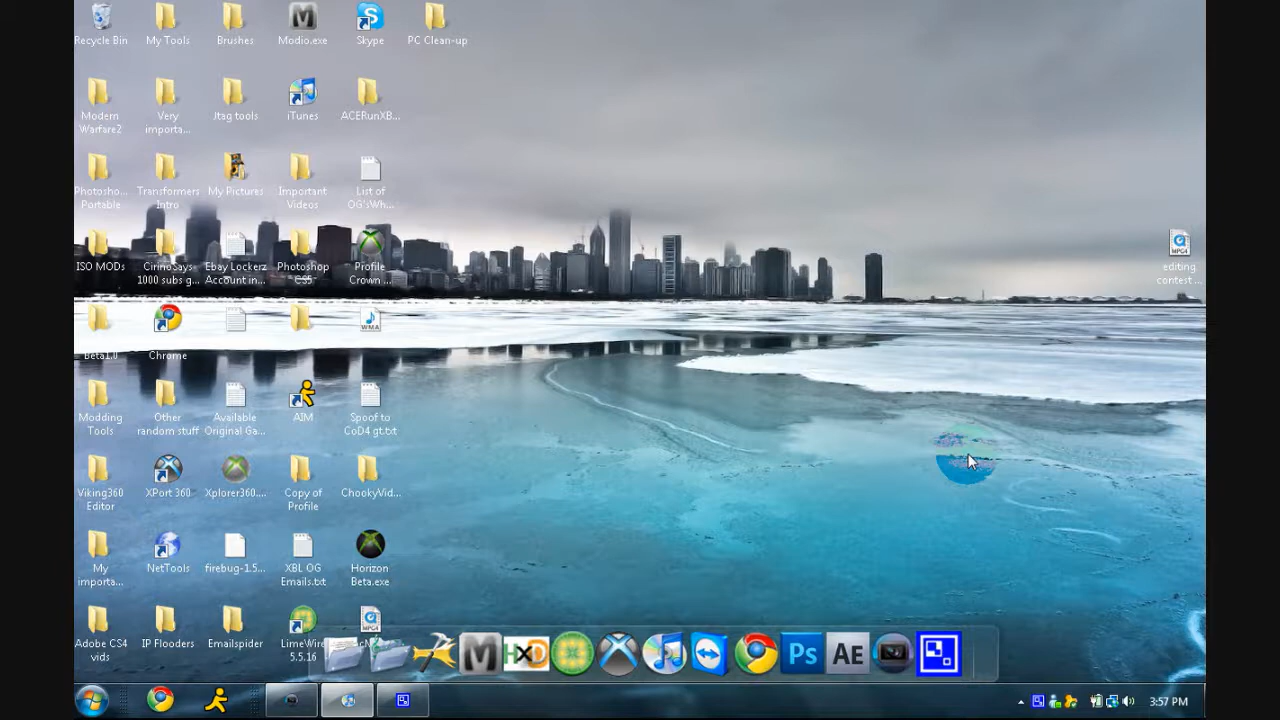 Recycle Bin
My Tools
Brushes
Modio.exe
Skype
PC Clean-up
Modern
Warfare2
Very
importa...
Jtag tools
iTunes
ACERunXB...
Photosho...
Portable
Transformers
Intro
My Pictures
Important
Videos
List of
OG'sWh...
ISO MODs
CirinoSays
1000 subs g...
Ebay Lockerz
Account in...
Photoshop
CS5
Profile
Crown ...
editing
contest ...
MPG4
Beta1.0
Chrome
WMA
Modding
Tools
Other
random stuff
Available
Original Ga...
AIM
Spoof to
CoD4 gt.txt
Viking360
Editor
XPort 360
Xplorer360....
Copy of
Profile
ChookyVid...
My
importa...
NetTools
firebug-1.5...
XBL OG
Emails.txt
Horizon
Beta.exe
Adobe CS4
vids
IP Flooders
Emailspider
LimeWire
5.5.16
MPG4
M
HXD
Ps
AE
3:57 PM